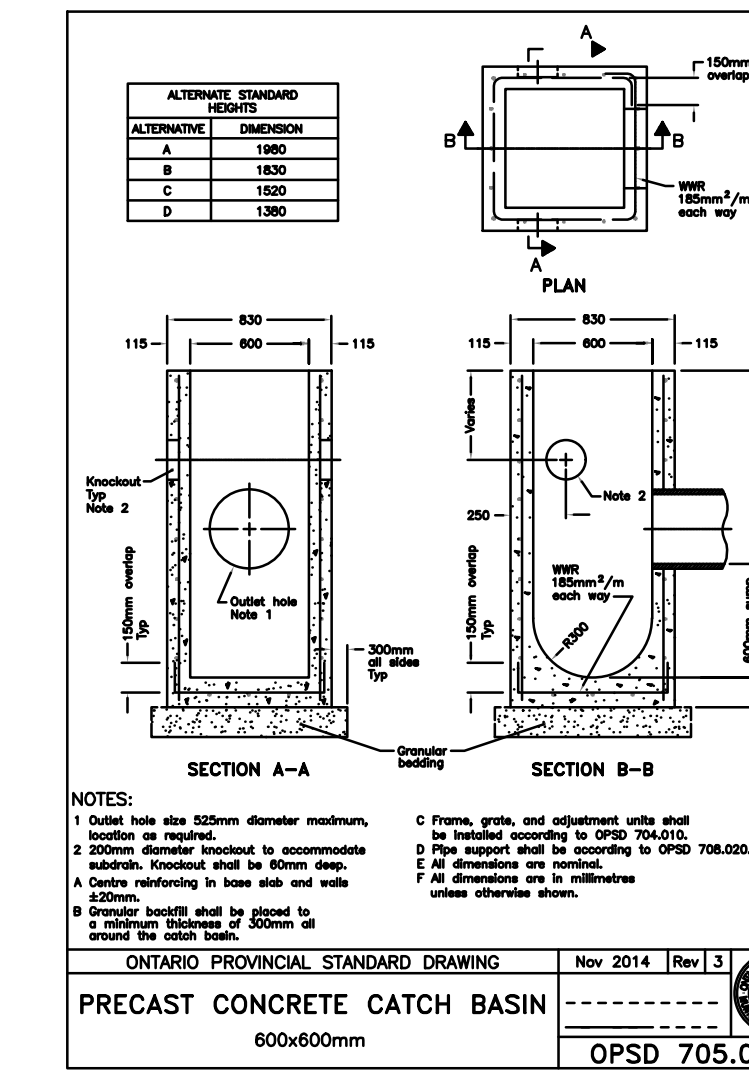 ALTERNATE STANDARD
HEIGHTS
ALTERNATIVE DIMENSION
A 1980
B 1830
C 1520
D 1380
A
150mm
overlap
B
B
WWR
185mm²/m
each way
A
PLAN
830
115 600 115
Knockout
Typ
Note 2
150mm overlap
Typ
Outlet hole
Note 1
300mm
all sides
Typ
SECTION A-A
830
115 600 115
Varies
Note 2
250
WWR
185mm²/m
each way
150mm overlap
Typ
R300
600mm sump
Granular
bedding
SECTION B-B
NOTES:
1 Outlet hole size 525mm diameter maximum,
location as required.
2 200mm diameter knockout to accommodate
subdrain. Knockout shall be 60mm deep.
A Centre reinforcing in base slab and walls
±20mm.
B Granular backfill shall be placed to
a minimum thickness of 300mm all
around the catch basin.
C Frame, grate, and adjustment units shall
be installed according to OPSD 704.010.
D Pipe support shall be according to OPSD 708.020.
E All dimensions are nominal.
F All dimensions are in millimetres
unless otherwise shown.
ONTARIO PROVINCIAL STANDARD DRAWING
Nov 2014 Rev 3
PRECAST CONCRETE CATCH BASIN
600x600mm
OPSD 705.0